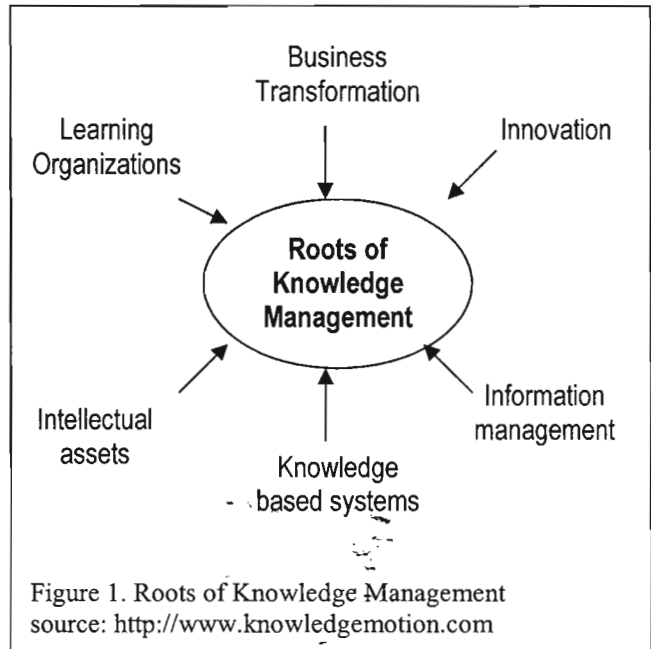 Business
Transformation
Learning
Organizations
Innovation
Roots of
Knowledge
Management
Intellectual
assets
Information
management
Knowledge
based systems
Figure 1. Roots of Knowledge Management
source: http://www.knowledgemotion.com